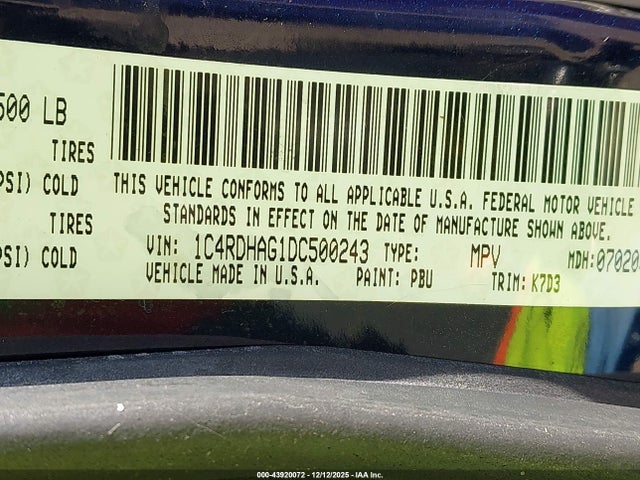 500 LB
TIRES
PSI) COLD
TIRES
PSI) COLD
THIS VEHICLE CONFORMS TO ALL APPLICABLE U.S.A. FEDERAL MOTOR VEHICLE
STANDARDS IN EFFECT ON THE DATE OF MANUFACTURE SHOWN ABOVE.
VIN: 1C4RDHAG1DC500243 TYPE: MPV MDH:070208
VEHICLE MADE IN U.S.A. PAINT: PBU TRIM: K7D3
000-43920072 - 12/12/2025 - IAA Inc.